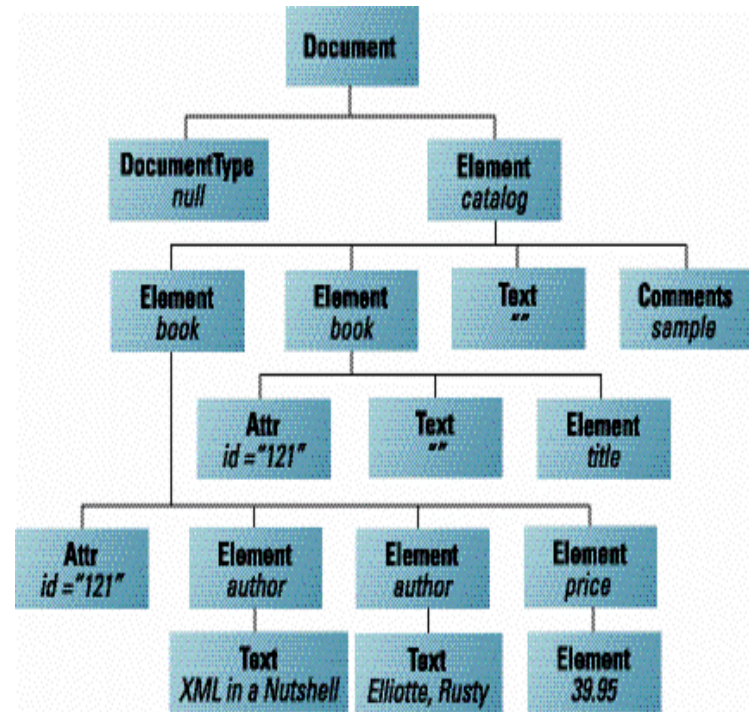 Document
DocumentType
null
Element
catalog
Element
book
Element
book
Text
""
Comments
sample
Attr
id ="121"
Text
""
Element
title
Attr
id ="121"
Element
author
Element
author
Element
price
Text
XML in a Nutshell
Text
Elliotte, Rusty
Element
39.95